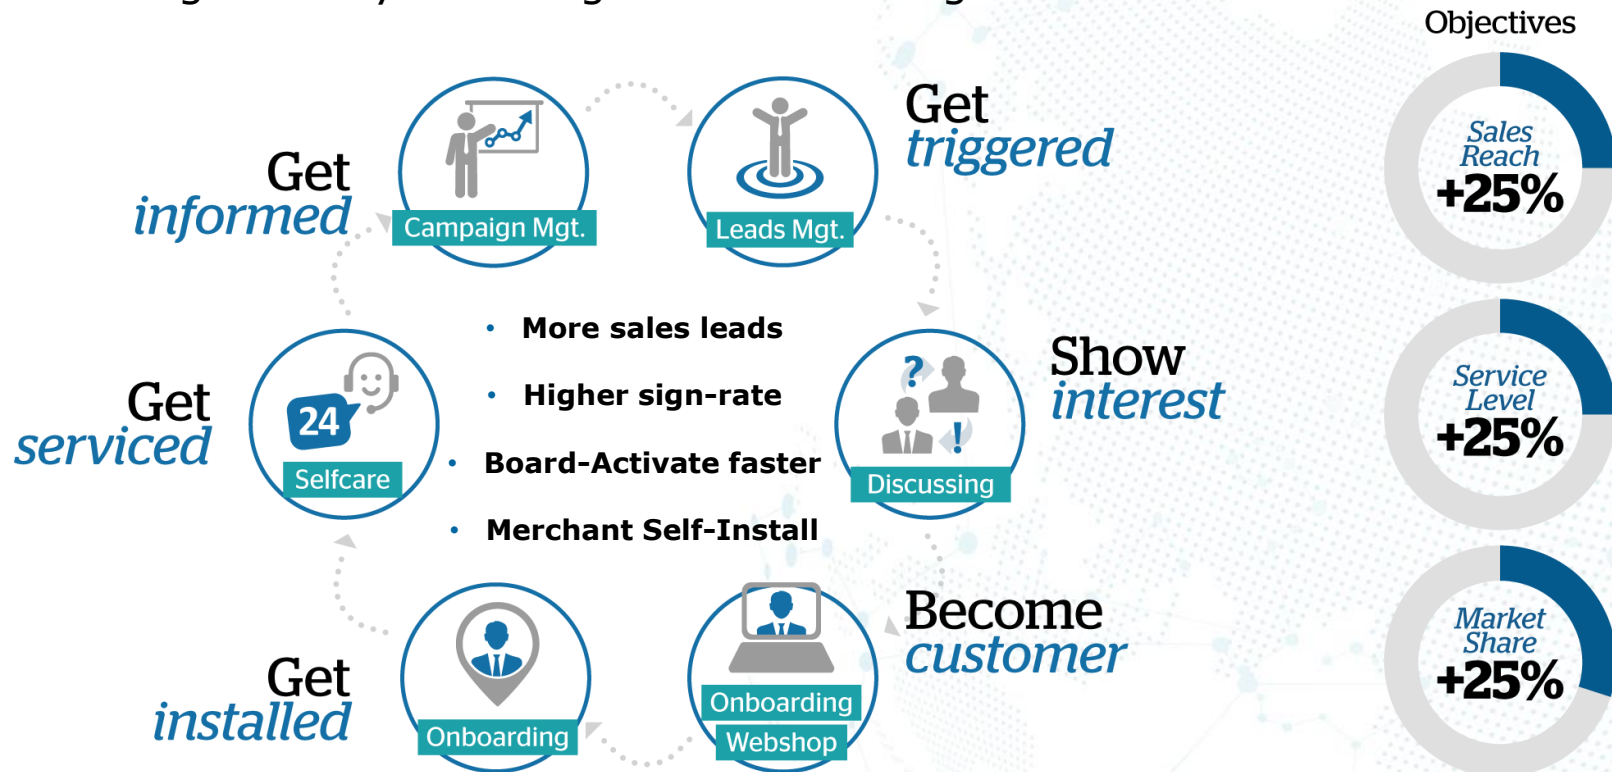 Objectives
Get
informed
Campaign Mgt.
Leads Mgt.
Get
triggered
Sales
Reach
+25%
Get
serviced
24
Selfcare
• More sales leads
• Higher sign-rate
• Board-Activate faster
• Merchant Self-Install
?
!
Discussing
Show
interest
Service
Level
+25%
Get
installed
Onboarding
Onboarding
Webshop
Become
customer
Market
Share
+25%